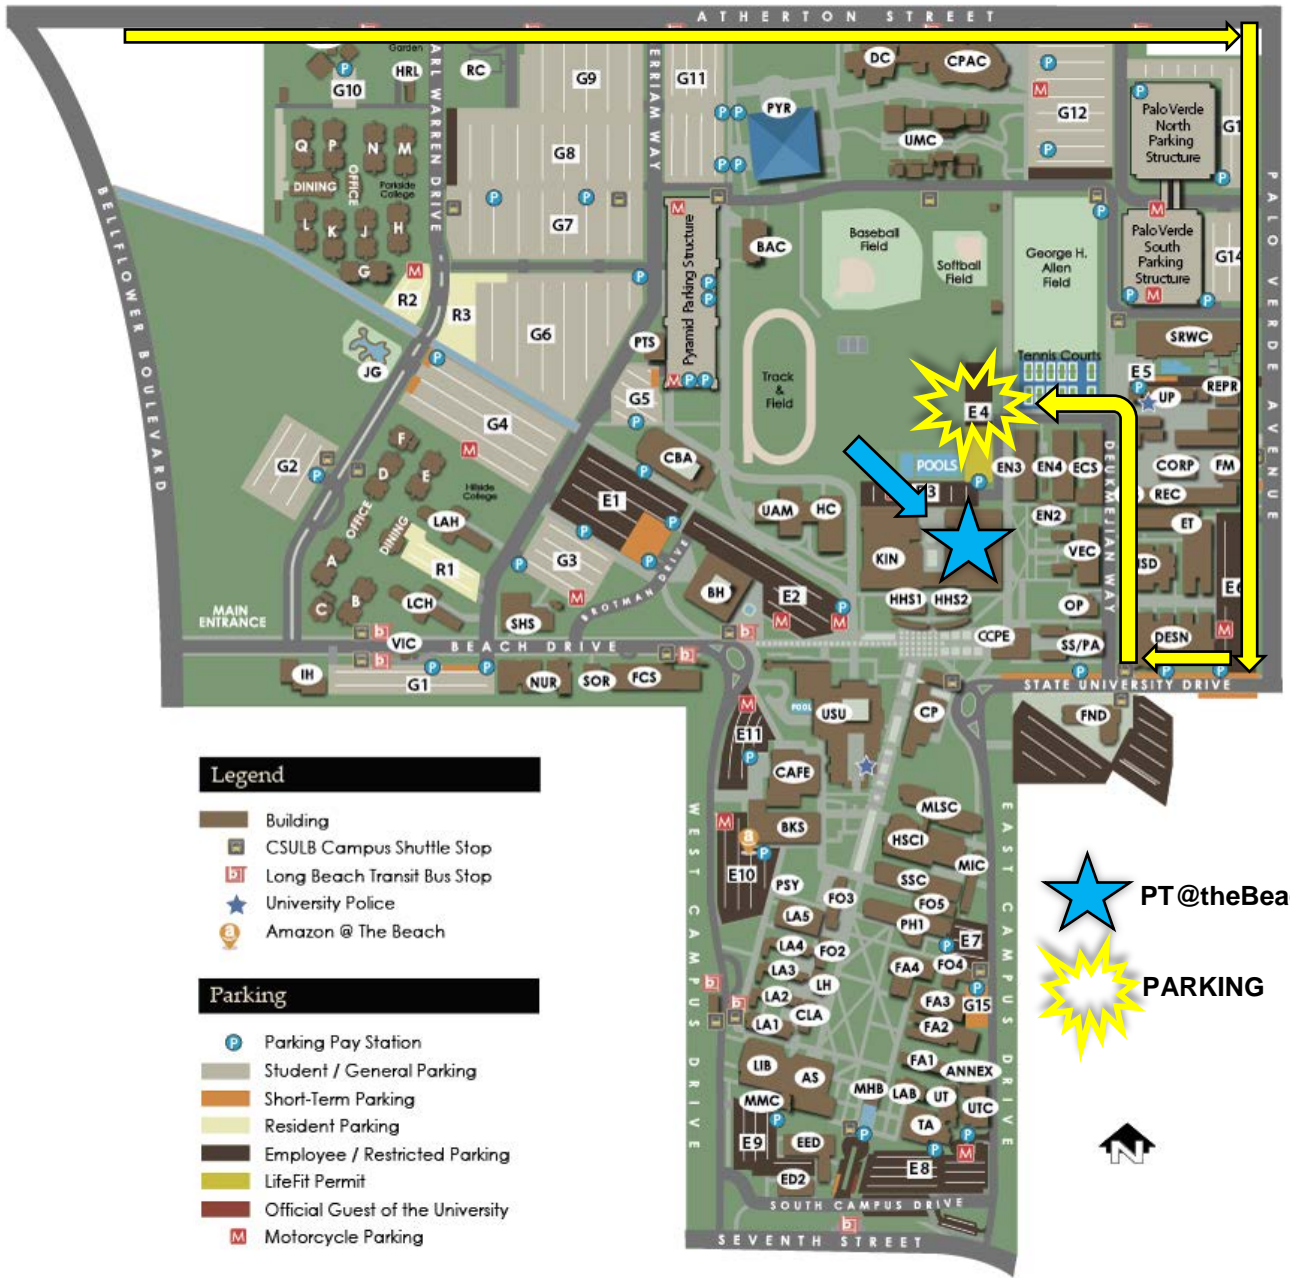 ATHERTON STREET
Garden
HRL
RC
G10
G9
G11
DC
CPAC
G12
PYR
UMC
Palo Verde
North
Parking
Structure
EARL WARREN DRIVE
MERRIAM WAY
PALO VERDE AVENUE
BELLFLOWER BOULEVARD
Q
P
N
M
DINING
OFFICE
Parkside
College
L
K
J
H
G
G8
G7
BAC
Baseball
Field
Softball
Field
George H.
Allen
Field
Palo Verde
South
Parking
Structure
G14
Pyramid Parking Structure
R2
R3
G6
PTS
JG
SRWC
Tennis Courts
E5
UP
REPR
Track
&
Field
E4
G5
G4
G2
F
D
E
Hillside
College
OFFICE
DINING
CBA
E1
POOLS
EN3
EN4
ECS
CORP
FM
REC
ET
DEUKMEJIAN WAY
UAM
HC
EN2
VEC
KIN
LAH
A
R1
G3
BROTMAN DRIVE
BH
E2
HHS1
HHS2
OP
C
B
LCH
SHS
MAIN
ENTRANCE
VIC
BEACH DRIVE
CCPE
SS/PA
DESN
IH
G1
NUR
SOR
FCS
STATE UNIVERSITY DRIVE
FND
POOL
USU
CP
E11
CAFE
BKS
E10
WEST CAMPUS DRIVE
EAST CAMPUS DRIVE
MLSC
HSCI
MIC
SSC
PSY
FO3
FO5
LA5
PH1
E7
LA4
FO2
FA4
FO4
LA3
LH
LA2
FA3
G15
CLA
LA1
FA2
LIB
AS
FA1
ANNEX
MHB
LAB
UT
UTC
MMC
TA
E9
EED
E8
ED2
SOUTH CAMPUS DRIVE
SEVENTH STREET
Legend
Building
CSULB Campus Shuttle Stop
Long Beach Transit Bus Stop
University Police
Amazon @ The Beach
Parking
Parking Pay Station
Student / General Parking
Short-Term Parking
Resident Parking
Employee / Restricted Parking
LifeFit Permit
Official Guest of the University
Motorcycle Parking
PT@theBea
PARKING
N